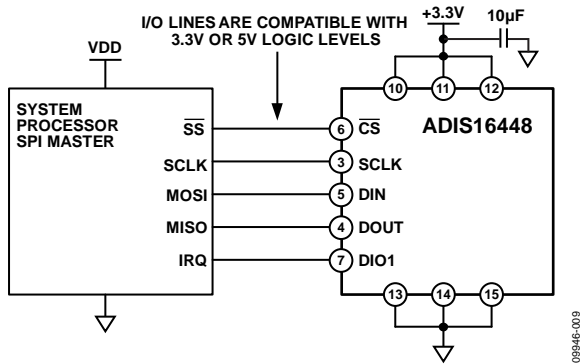 I/O LINES ARE COMPATIBLE WITH
3.3V OR 5V LOGIC LEVELS
+3.3V
10µF
VDD
10 11 12
SYSTEM
PROCESSOR
SPI MASTER
ADIS16448
SS 6 CS
SCLK 3 SCLK
MOSI 5 DIN
MISO 4 DOUT
IRQ 7 DIO1
13 14 15
09946-009